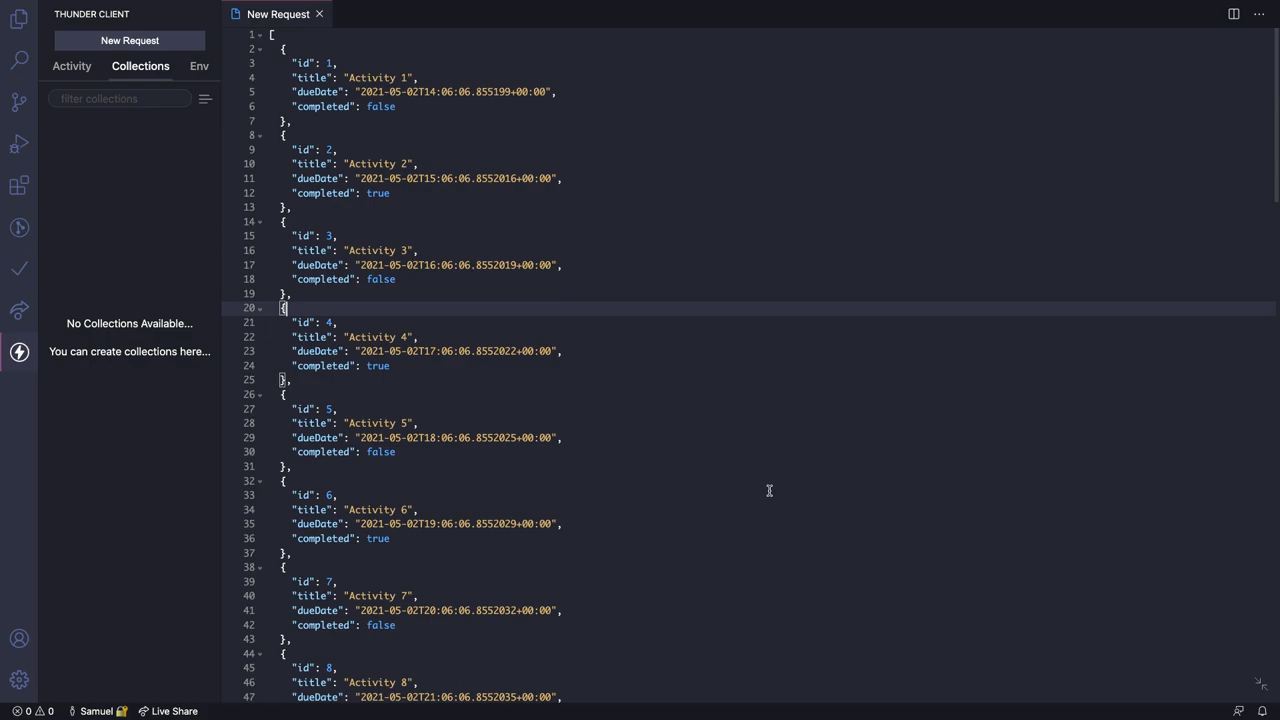 THUNDER CLIENT
New Request
Activity Collections Env
filter collections
No Collections Available...
You can create collections here...
New Request
1 [
2 {
3 "id": 1,
4 "title": "Activity 1",
5 "dueDate": "2021-05-02T14:06:06.855199+00:00",
6 "completed": false
7 },
8 {
9 "id": 2,
10 "title": "Activity 2",
11 "dueDate": "2021-05-02T15:06:06.8552016+00:00",
12 "completed": true
13 },
14 {
15 "id": 3,
16 "title": "Activity 3",
17 "dueDate": "2021-05-02T16:06:06.8552019+00:00",
18 "completed": false
19 },
20 {
21 "id": 4,
22 "title": "Activity 4",
23 "dueDate": "2021-05-02T17:06:06.8552022+00:00",
24 "completed": true
25 },
26 {
27 "id": 5,
28 "title": "Activity 5",
29 "dueDate": "2021-05-02T18:06:06.8552025+00:00",
30 "completed": false
31 },
32 {
33 "id": 6,
34 "title": "Activity 6",
35 "dueDate": "2021-05-02T19:06:06.8552029+00:00",
36 "completed": true
37 },
38 {
39 "id": 7,
40 "title": "Activity 7",
41 "dueDate": "2021-05-02T20:06:06.8552032+00:00",
42 "completed": false
43 },
44 {
45 "id": 8,
46 "title": "Activity 8",
47 "dueDate": "2021-05-02T21:06:06.8552035+00:00",
0 0 Samuel Live Share